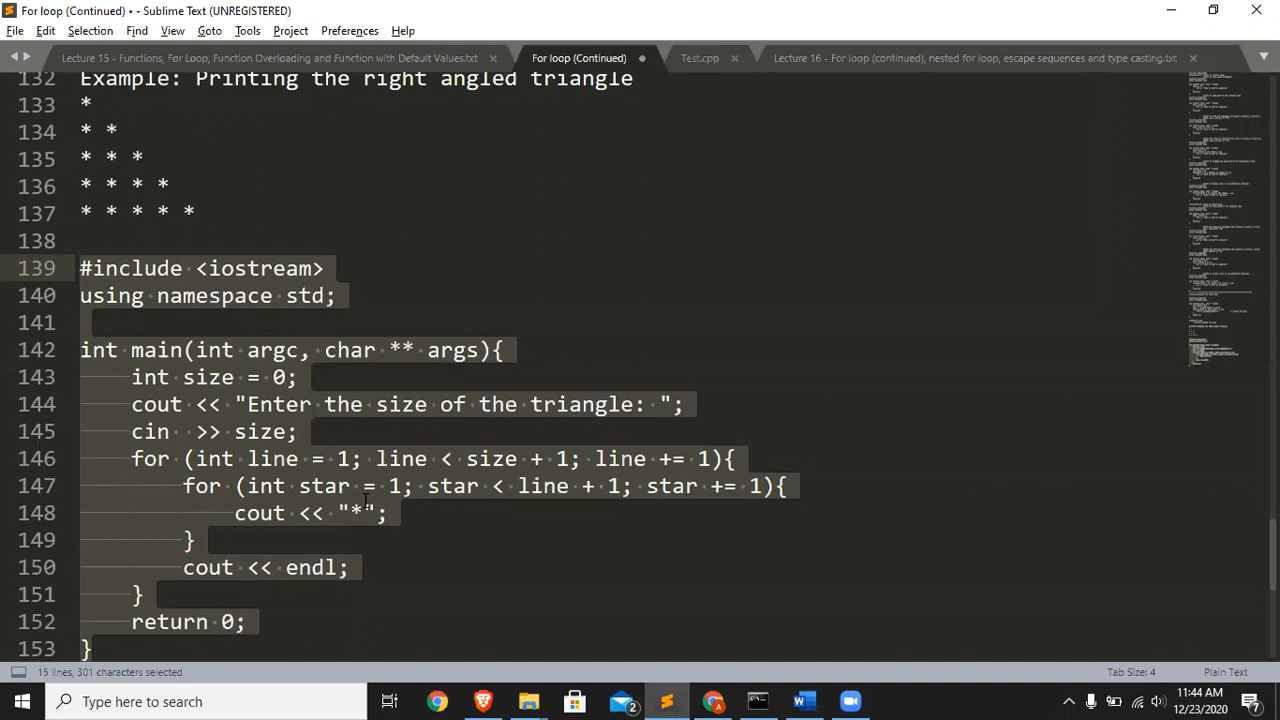 For loop (Continued) • - Sublime Text (UNREGISTERED)
File Edit Selection Find View Goto Tools Project Preferences Help
Lecture 15 - Functions, For Loop, Function Overloading and Function with Default Values.txt For loop (Continued) Test.cpp Lecture 16 - For loop (continued), nested for loop, escape sequences and type casting.txt
132 Example: Printing the right angled triangle
133 *
134 * *
135 * * *
136 * * * *
137 * * * * *
138
139 #include <iostream>
140 using namespace std;
141
142 int main(int argc, char ** args){
143 int size = 0;
144 cout << "Enter the size of the triangle: ";
145 cin  >> size;
146 for (int line = 1; line < size + 1; line += 1){
147 for (int star = 1; star < line + 1; star += 1){
148 cout << "*";
149 }
150 cout << endl;
151 }
152 return 0;
153 }
15 lines, 301 characters selected Tab Size: 4 Plain Text
Type here to search 2 11:44 AM
12/23/2020 7